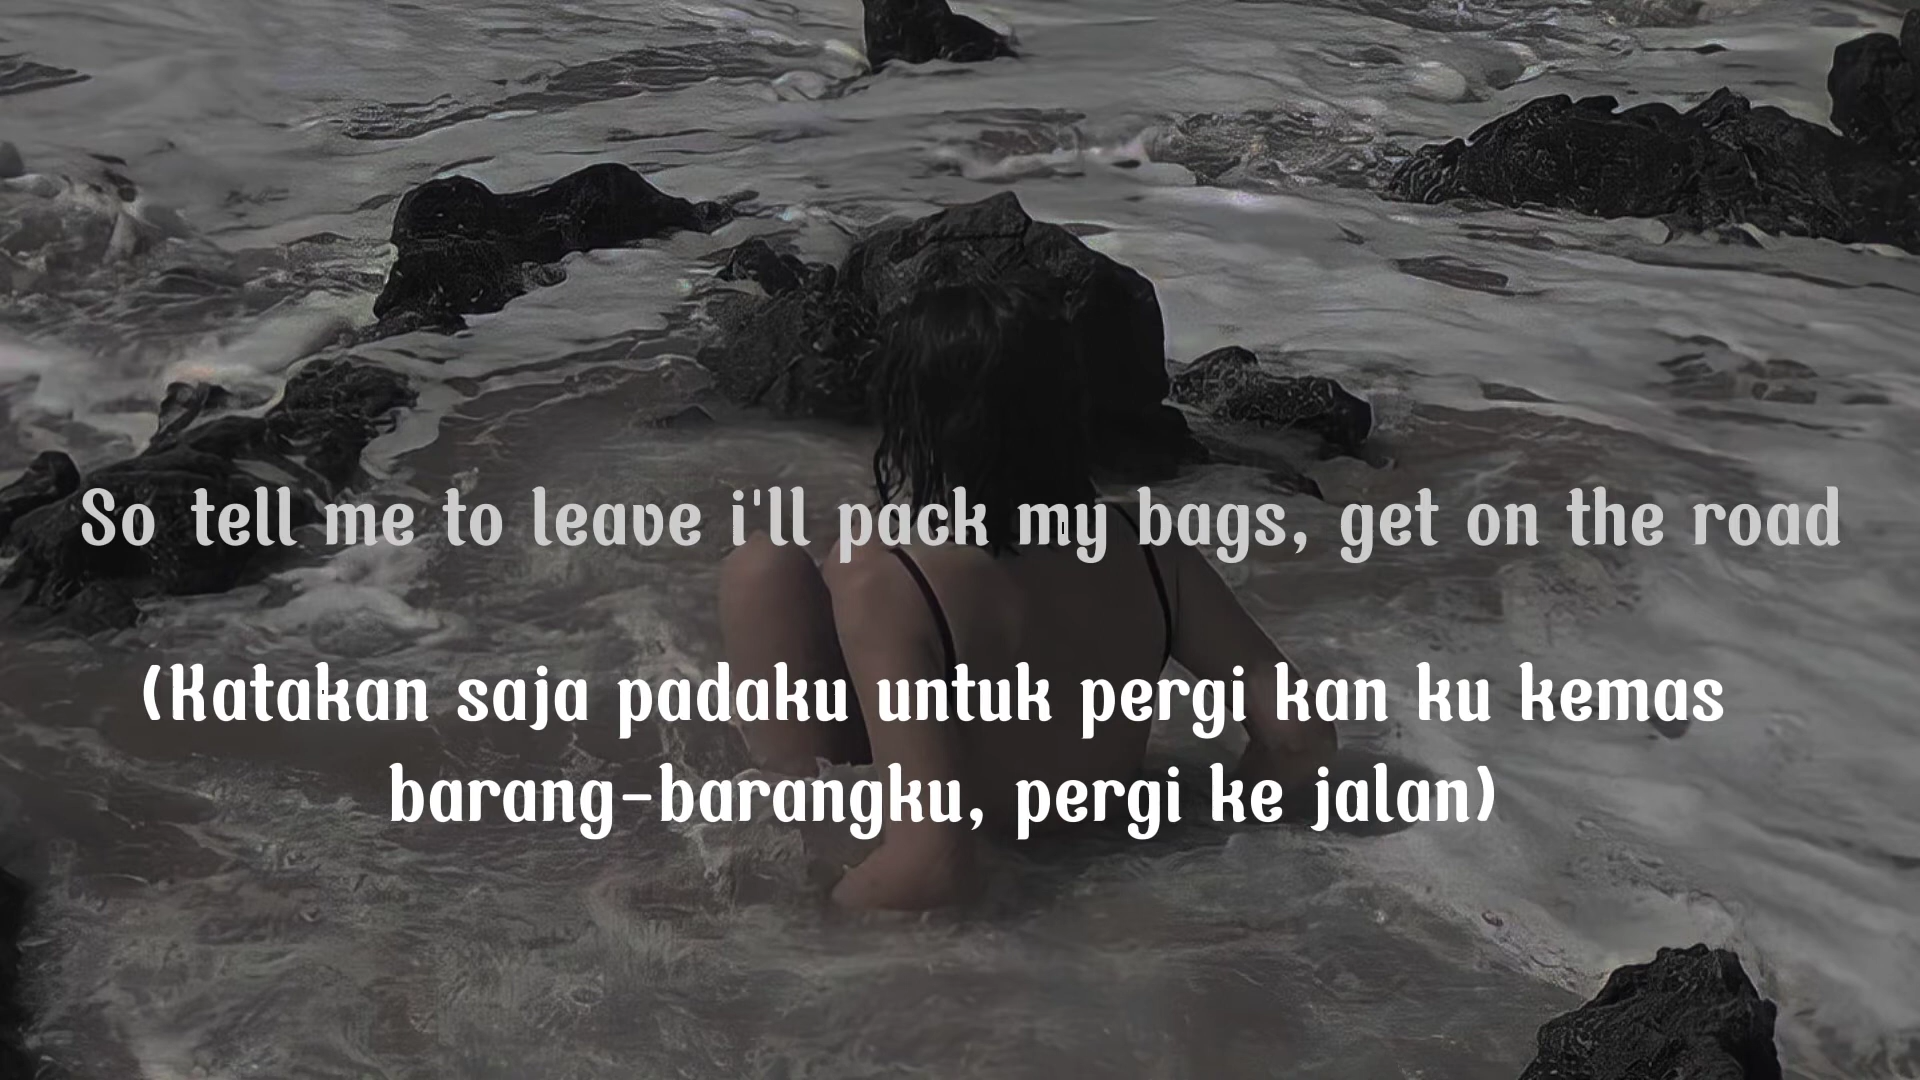 So tell me to leave i'll pack my bags, get on the road
(Katakan saja padaku untuk pergi kan ku kemas
barang-barangku, pergi ke jalan)